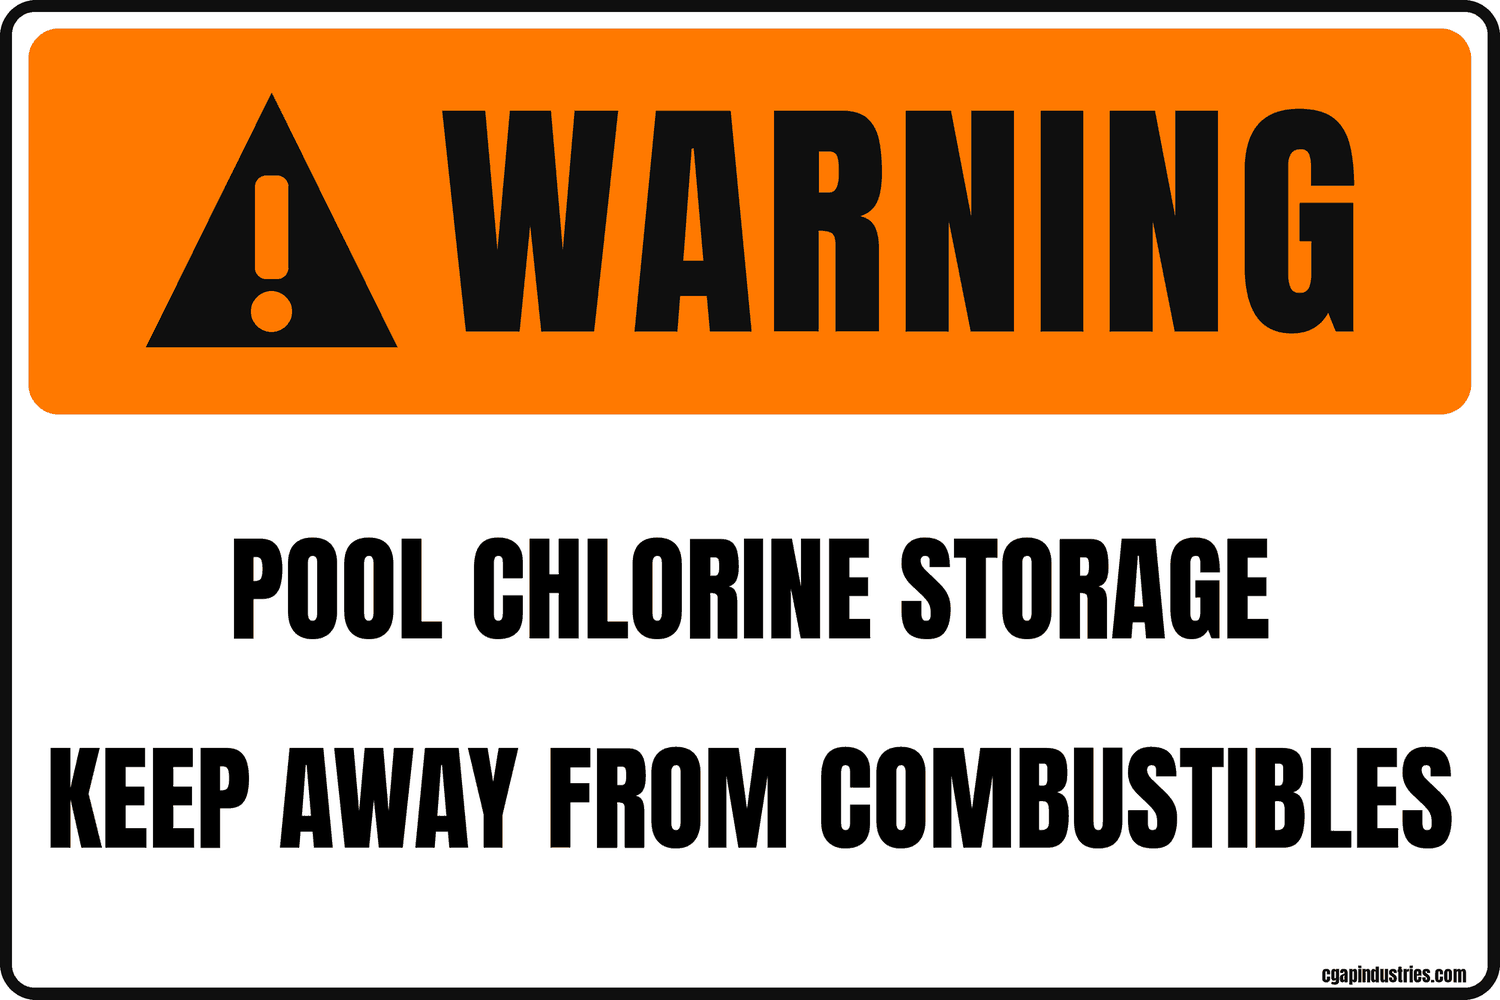 WARNING
POOL CHLORINE STORAGE
KEEP AWAY FROM COMBUSTIBLES
cgapindustries.com